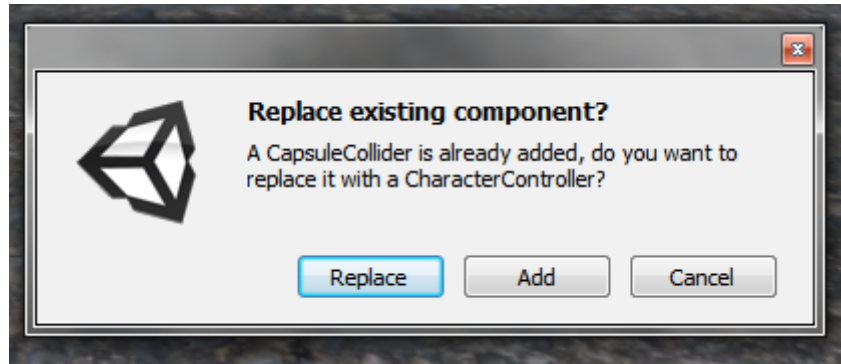 Replace existing component?
A CapsuleCollider is already added, do you want to
replace it with a CharacterController?
Replace Add Cancel